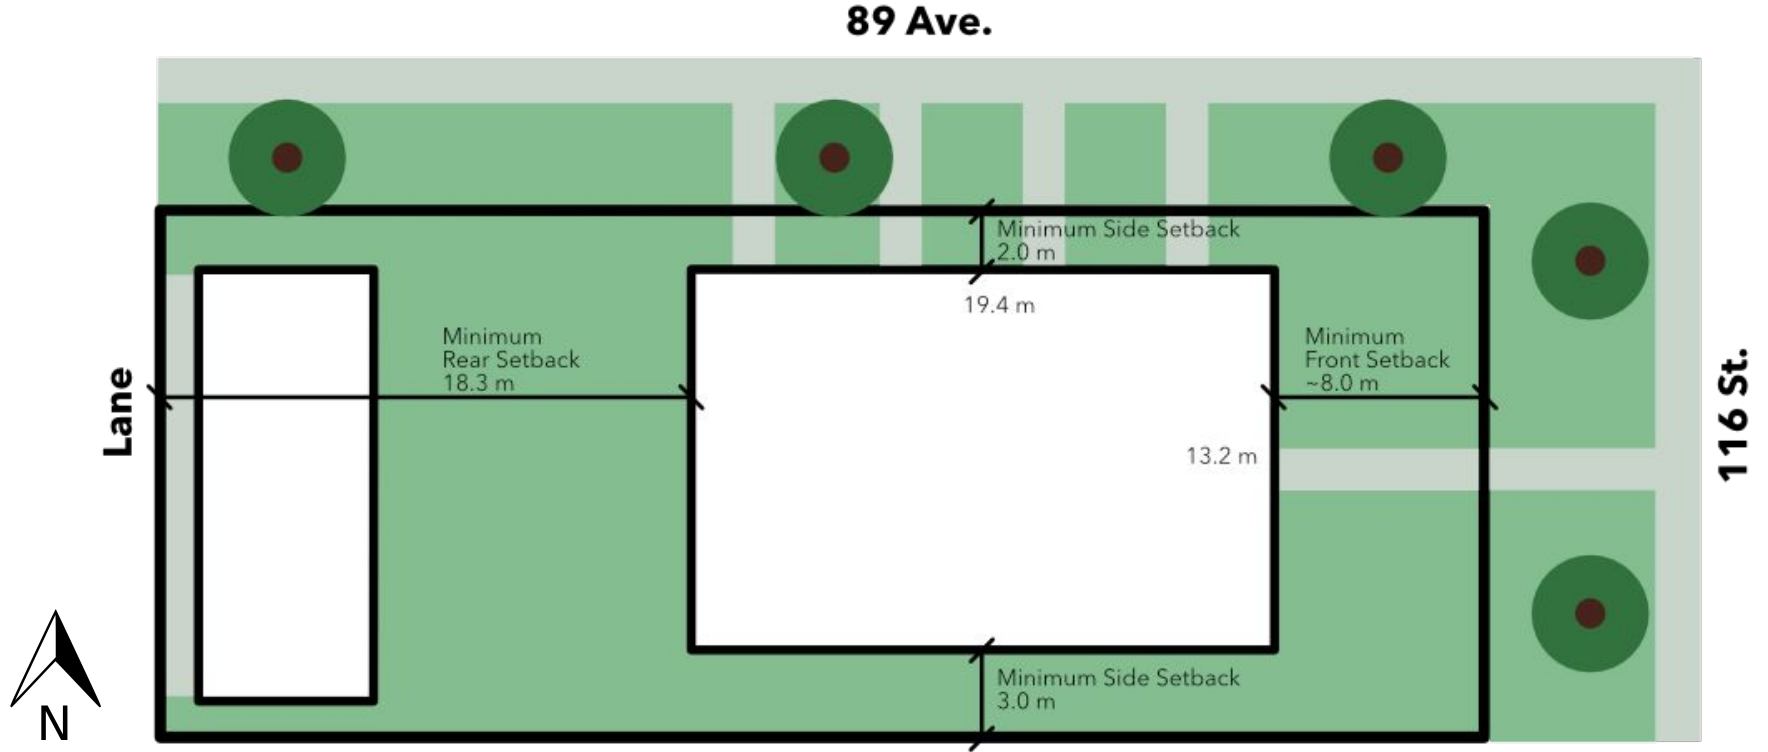 89 Ave.
Minimum Side Setback
2.0 m
19.4 m
Minimum
Rear Setback
18.3 m
Minimum
Front Setback
~8.0 m
Lane
116 St.
13.2 m
Minimum Side Setback
3.0 m
N